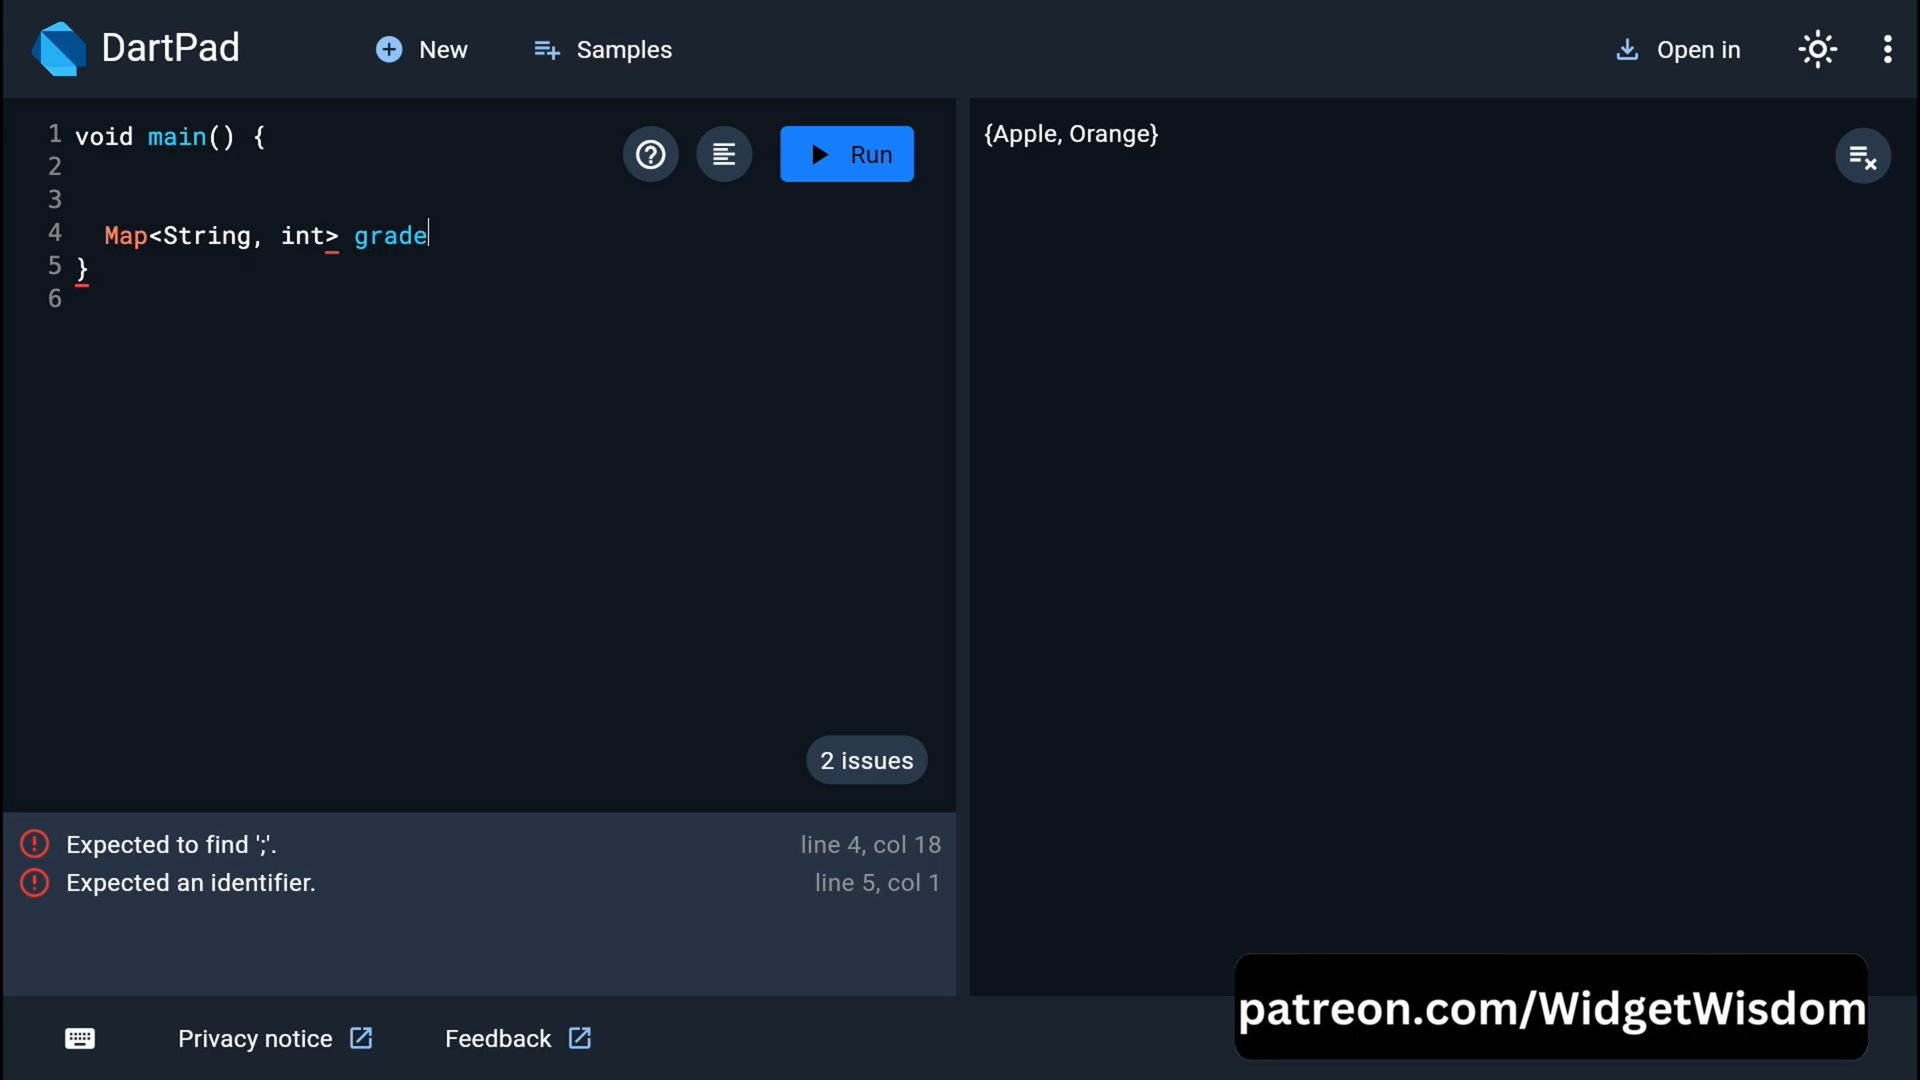 DartPad
New
Samples
Open in
1 void main() {
2
3
4 Map<String, int> grade
5 }
6
Run
2 issues
Expected to find ';'. line 4, col 18
Expected an identifier. line 5, col 1
{Apple, Orange}
patreon.com/WidgetWisdom
Privacy notice
Feedback